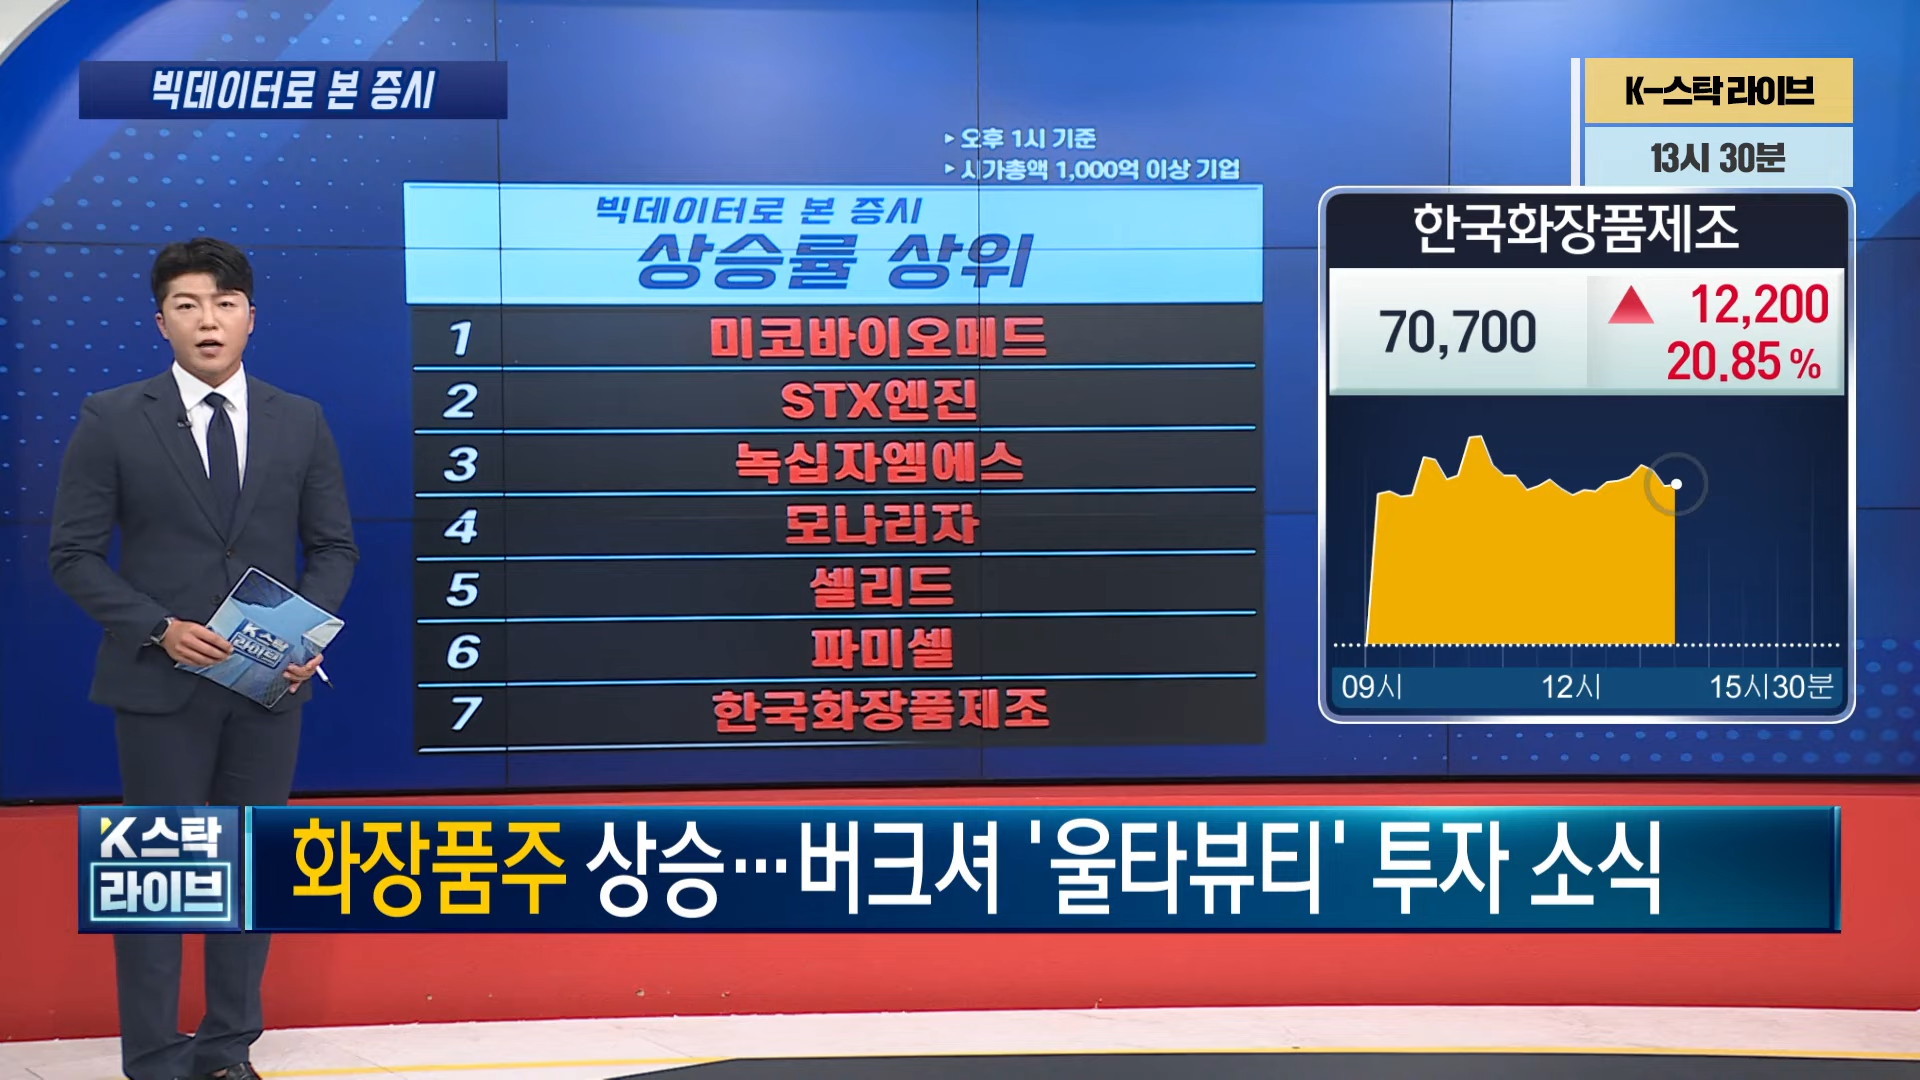 빅데이터로 본 증시
K-스탁 라이브
13시 30분
▸오후 1시 기준
▸시가총액 1,000억 이상 기업
빅데이터로 본 증시
상승률 상위
1 미코바이오메드
2 STX엔진
3 녹십자엠에스
4 모나리자
5 셀리드
6 파미셀
7 한국화장품제조
한국화장품제조
70,700
▲ 12,200
20.85 %
09시 12시 15시30분
K스탁
라이브
K스탁
라이브
화장품주 상승…버크셔 '울타뷰티' 투자 소식